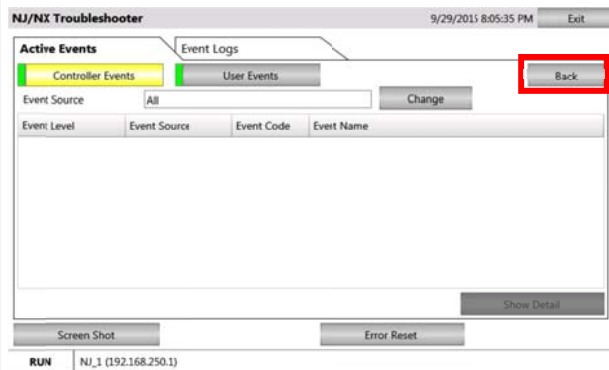 NJ/NX Troubleshooter 9/29/2015 8:05:35 PM Exit
Active Events Event Logs
Controller Events User Events Back
Event Source All Change
Event Level Event Source Event Code Event Name
Show Detail
Screen Shot Error Reset
RUN NJ_1 (192.168.250.1)